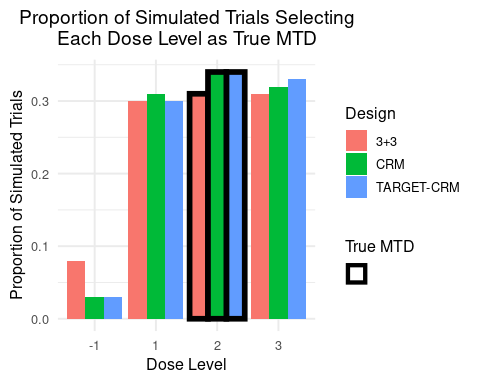 Proportion of Simulated Trials Selecting
Each Dose Level as True MTD
Proportion of Simulated Trials
0.3
0.2
0.1
0.0
-1
1
2
3
Dose Level
Design
3+3
CRM
TARGET-CRM
True MTD